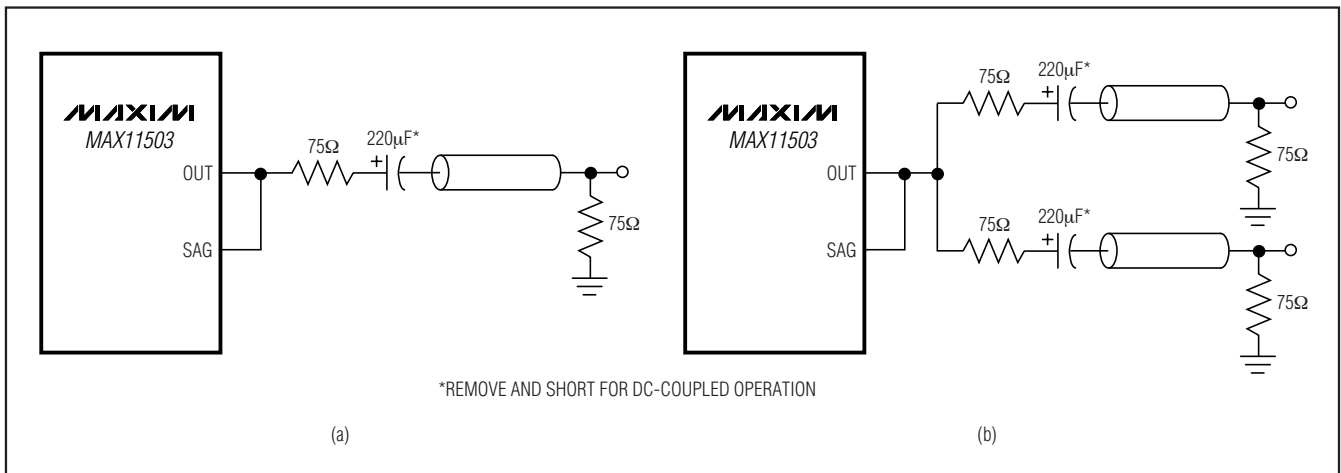 MAXIM
MAX11503
OUT
SAG
75Ω
220µF*
+
75Ω
MAXIM
MAX11503
OUT
SAG
75Ω
220µF*
+
75Ω
75Ω
220µF*
+
75Ω
*REMOVE AND SHORT FOR DC-COUPLED OPERATION
(a)
(b)